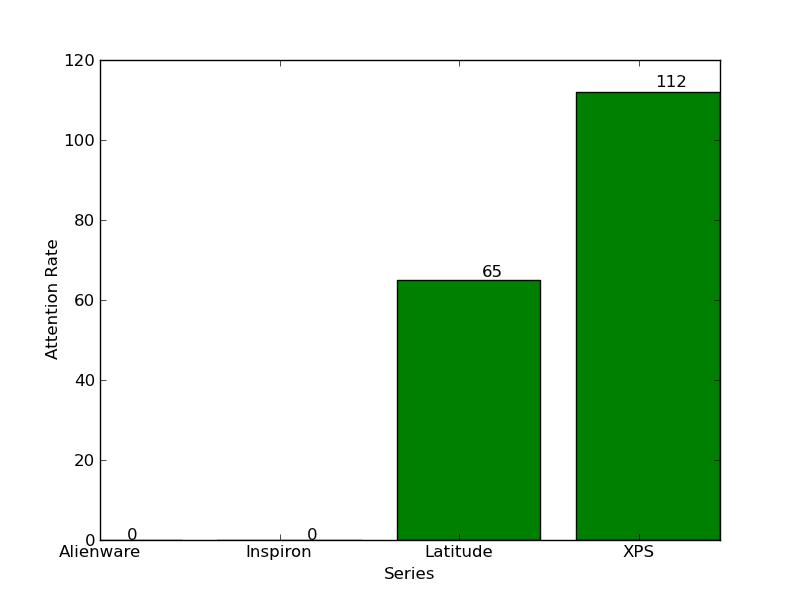 120
100
80
60
40
20
0
Attention Rate
0
0
65
112
Alienware
Inspiron
Latitude
XPS
Series